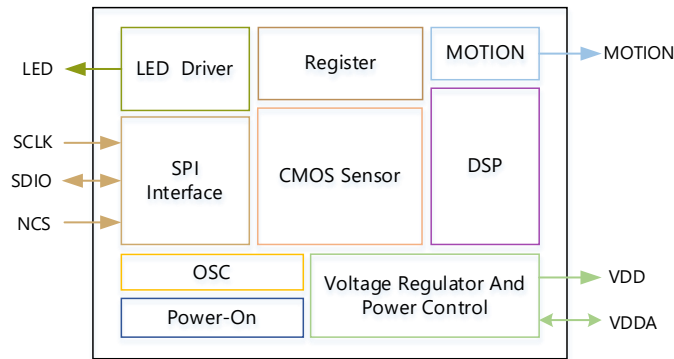 LED
LED Driver
Register
MOTION
MOTION
SCLK
SDIO
NCS
SPI
Interface
CMOS Sensor
DSP
OSC
Power-On
Voltage Regulator And
Power Control
VDD
VDDA